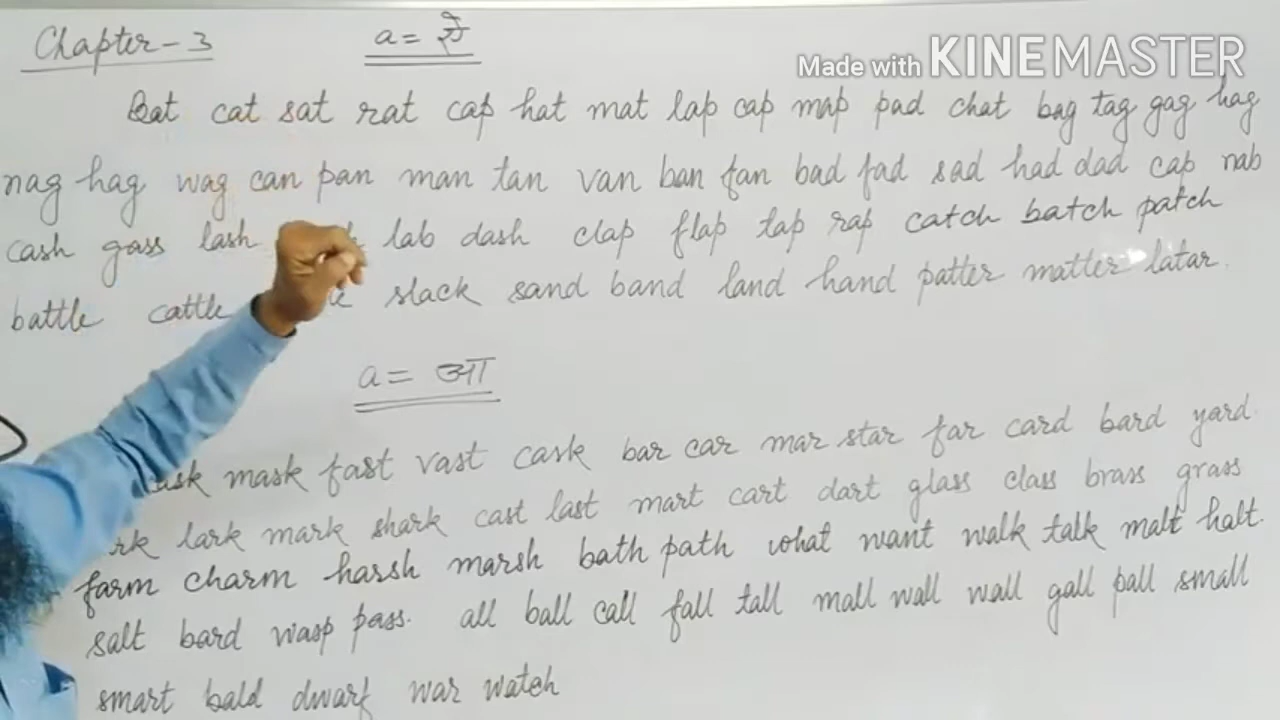 Chapter-3 a = ऐ
Made with KINEMASTER
Bat cat sat rat cap hat mat lap cap map pad chat bag tag gag hag
nag hag wag can pan man tan van ban fan bad fad sad had dad cap nab
cash gass lash lab dash clap flap tap rap catch batch patch
battle cattle slack sand band land hand patter matter latar.
a = आ
mask fast vast cask bar car mar star far card bard yard
lark mark shark cast last mart cart dart glass class brass grass
farm charm harsh marsh bath path what want walk talk malt halt.
salt bard wasp pass. all ball call fall tall mall wall wall gall pall small
smart bald dwarf war watch